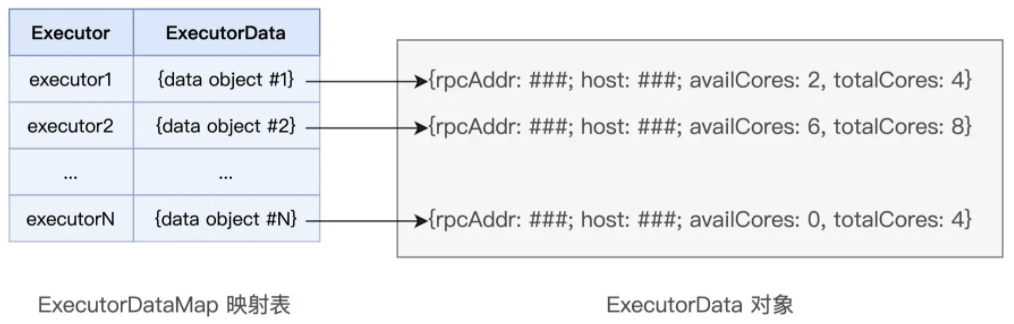 Executor ExecutorData
executor1 {data object #1} {rpcAddr: ###; host: ###; availCores: 2, totalCores: 4}
executor2 {data object #2} {rpcAddr: ###; host: ###; availCores: 6, totalCores: 8}
... ...
executorN {data object #N} {rpcAddr: ###; host: ###; availCores: 0, totalCores: 4}
ExecutorDataMap 映射表 ExecutorData 对象